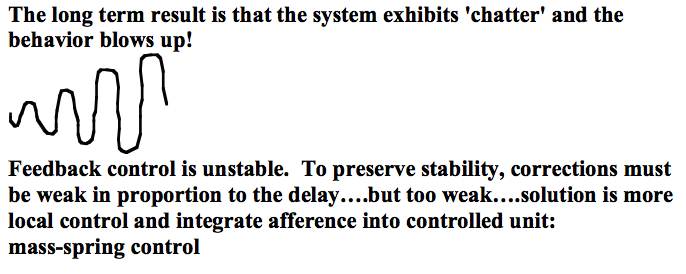 The long term result is that the system exhibits 'chatter' and the
behavior blows up!
Feedback control is unstable.  To preserve stability, corrections must
be weak in proportion to the delay….but too weak….solution is more
local control and integrate afference into controlled unit:
mass-spring control